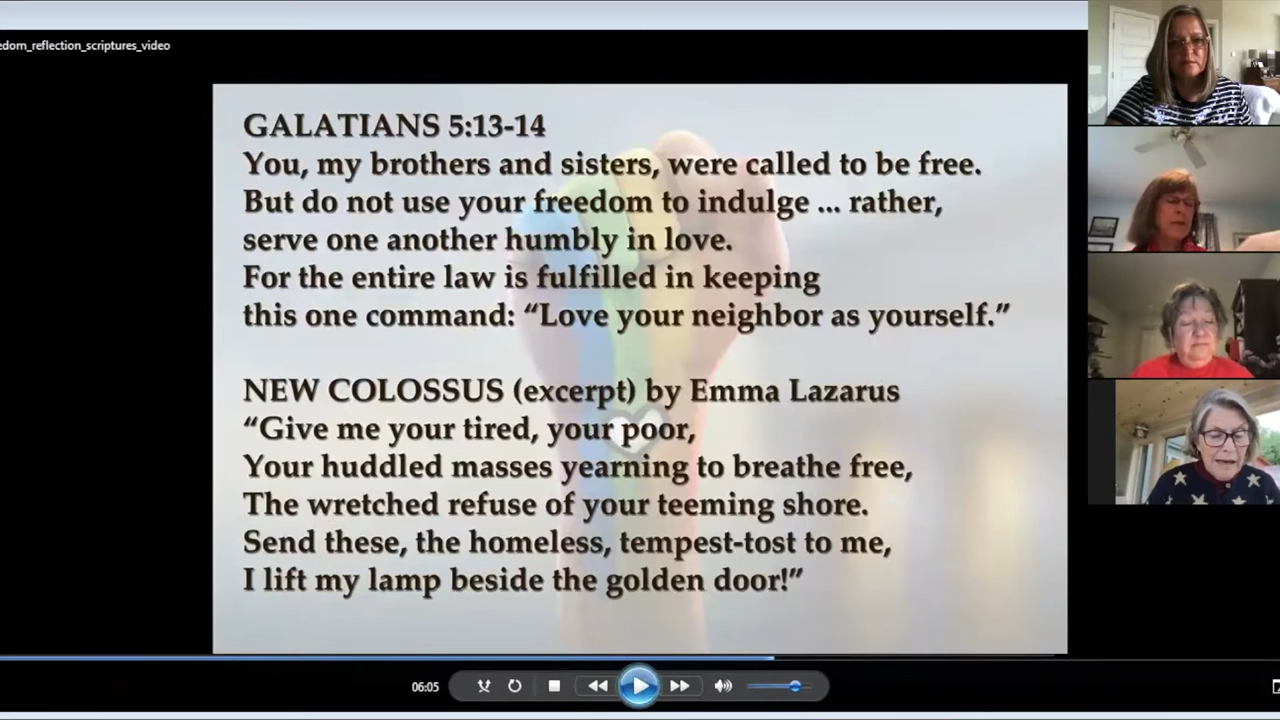 edom_reflection_scriptures_video
GALATIANS 5:13-14
You, my brothers and sisters, were called to be free.
But do not use your freedom to indulge ... rather,
serve one another humbly in love.
For the entire law is fulfilled in keeping
this one command: “Love your neighbor as yourself.”
NEW COLOSSUS (excerpt) by Emma Lazarus
“Give me your tired, your poor,
Your huddled masses yearning to breathe free,
The wretched refuse of your teeming shore.
Send these, the homeless, tempest-tost to me,
I lift my lamp beside the golden door!”
06:05